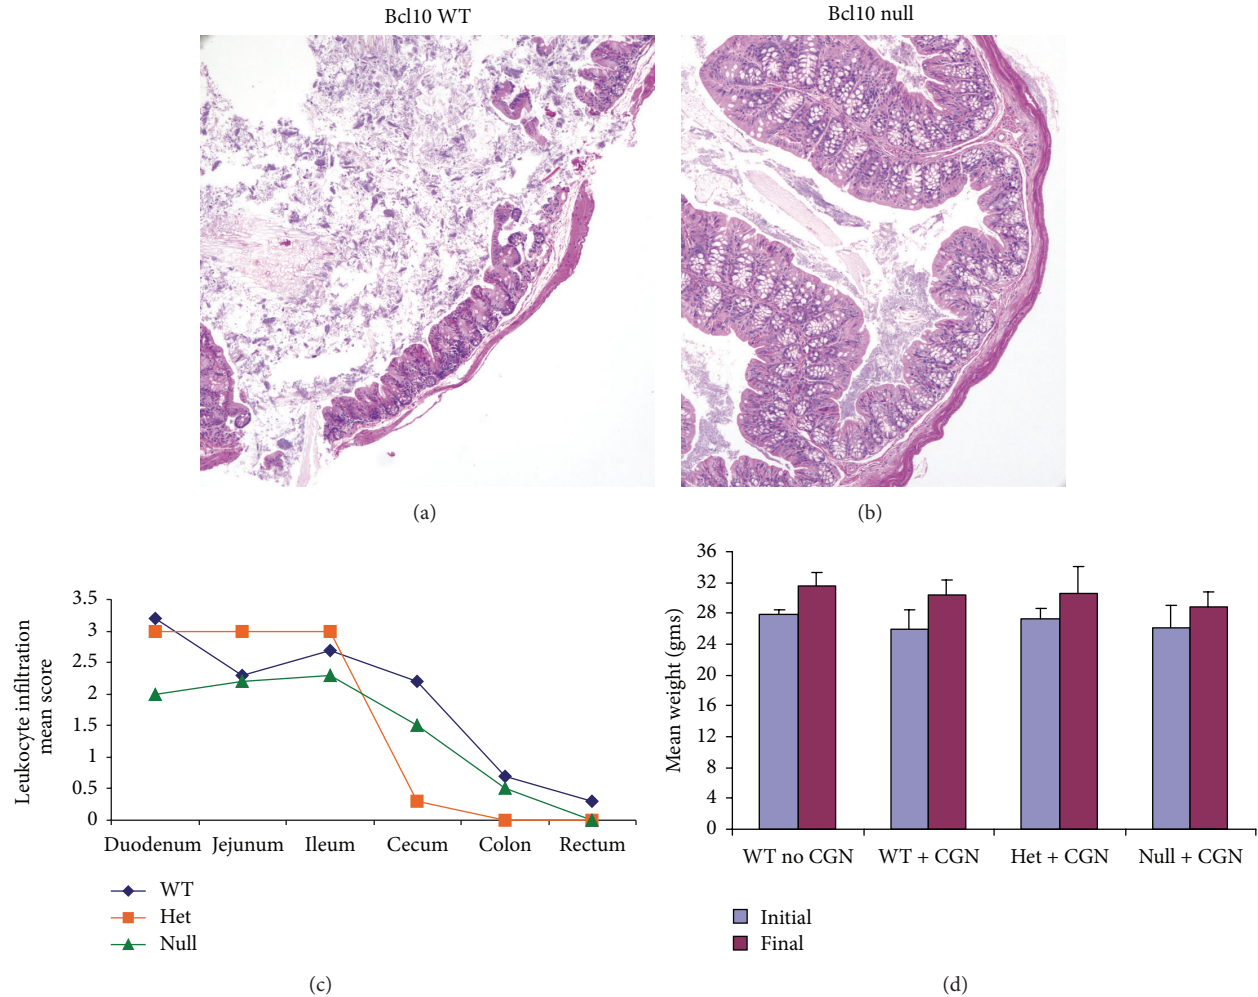 Bcl10 WT
Bcl10 null
(a)
(b)
Leukocyte infiltration
mean score
3.5
3
2.5
2
1.5
1
0.5
0
Duodenum Jejunum Ileum Cecum Colon Rectum
WT
Het
Null
(c)
Mean weight (gms)
36
32
28
24
20
16
12
8
4
0
WT no CGN WT + CGN Het + CGN Null + CGN
Initial
Final
(d)